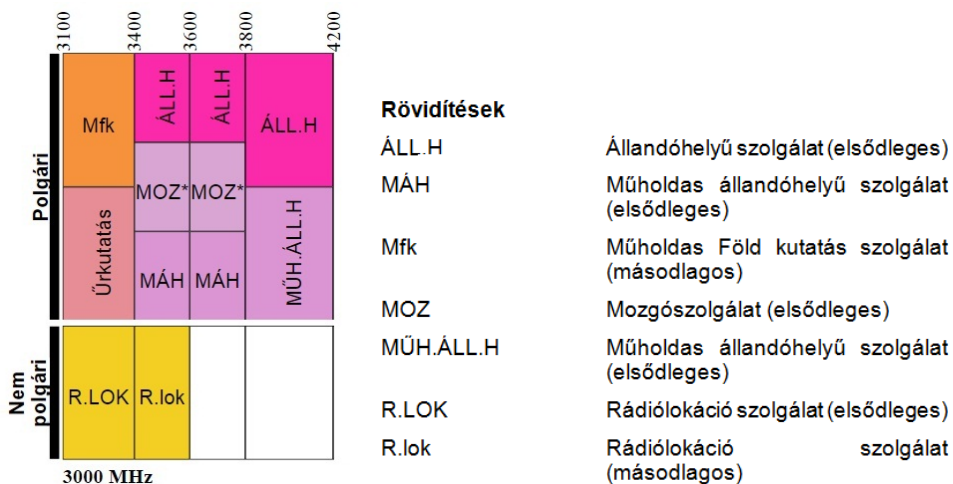 3100 3400 3600 3800 4200
Polgári
Mfk
ÁLL.H
ÁLL.H
ÁLL.H
MOZ*
MOZ*
Űrkutatás
MÁH
MÁH
MŰH.ÁLL.H
Nem
polgári
R.LOK
R.lok
3000 MHz
Rövidítések
ÁLL.H Állandóhelyű szolgálat (elsődleges)
MÁH Műholdas állandóhelyű szolgálat
(elsődleges)
Mfk Műholdas Föld kutatás szolgálat
(másodlagos)
MOZ Mozgószolgálat (elsődleges)
MŰH.ÁLL.H Műholdas állandóhelyű szolgálat
(elsődleges)
R.LOK Rádiólokáció szolgálat (elsődleges)
R.lok Rádiólokáció szolgálat
(másodlagos)